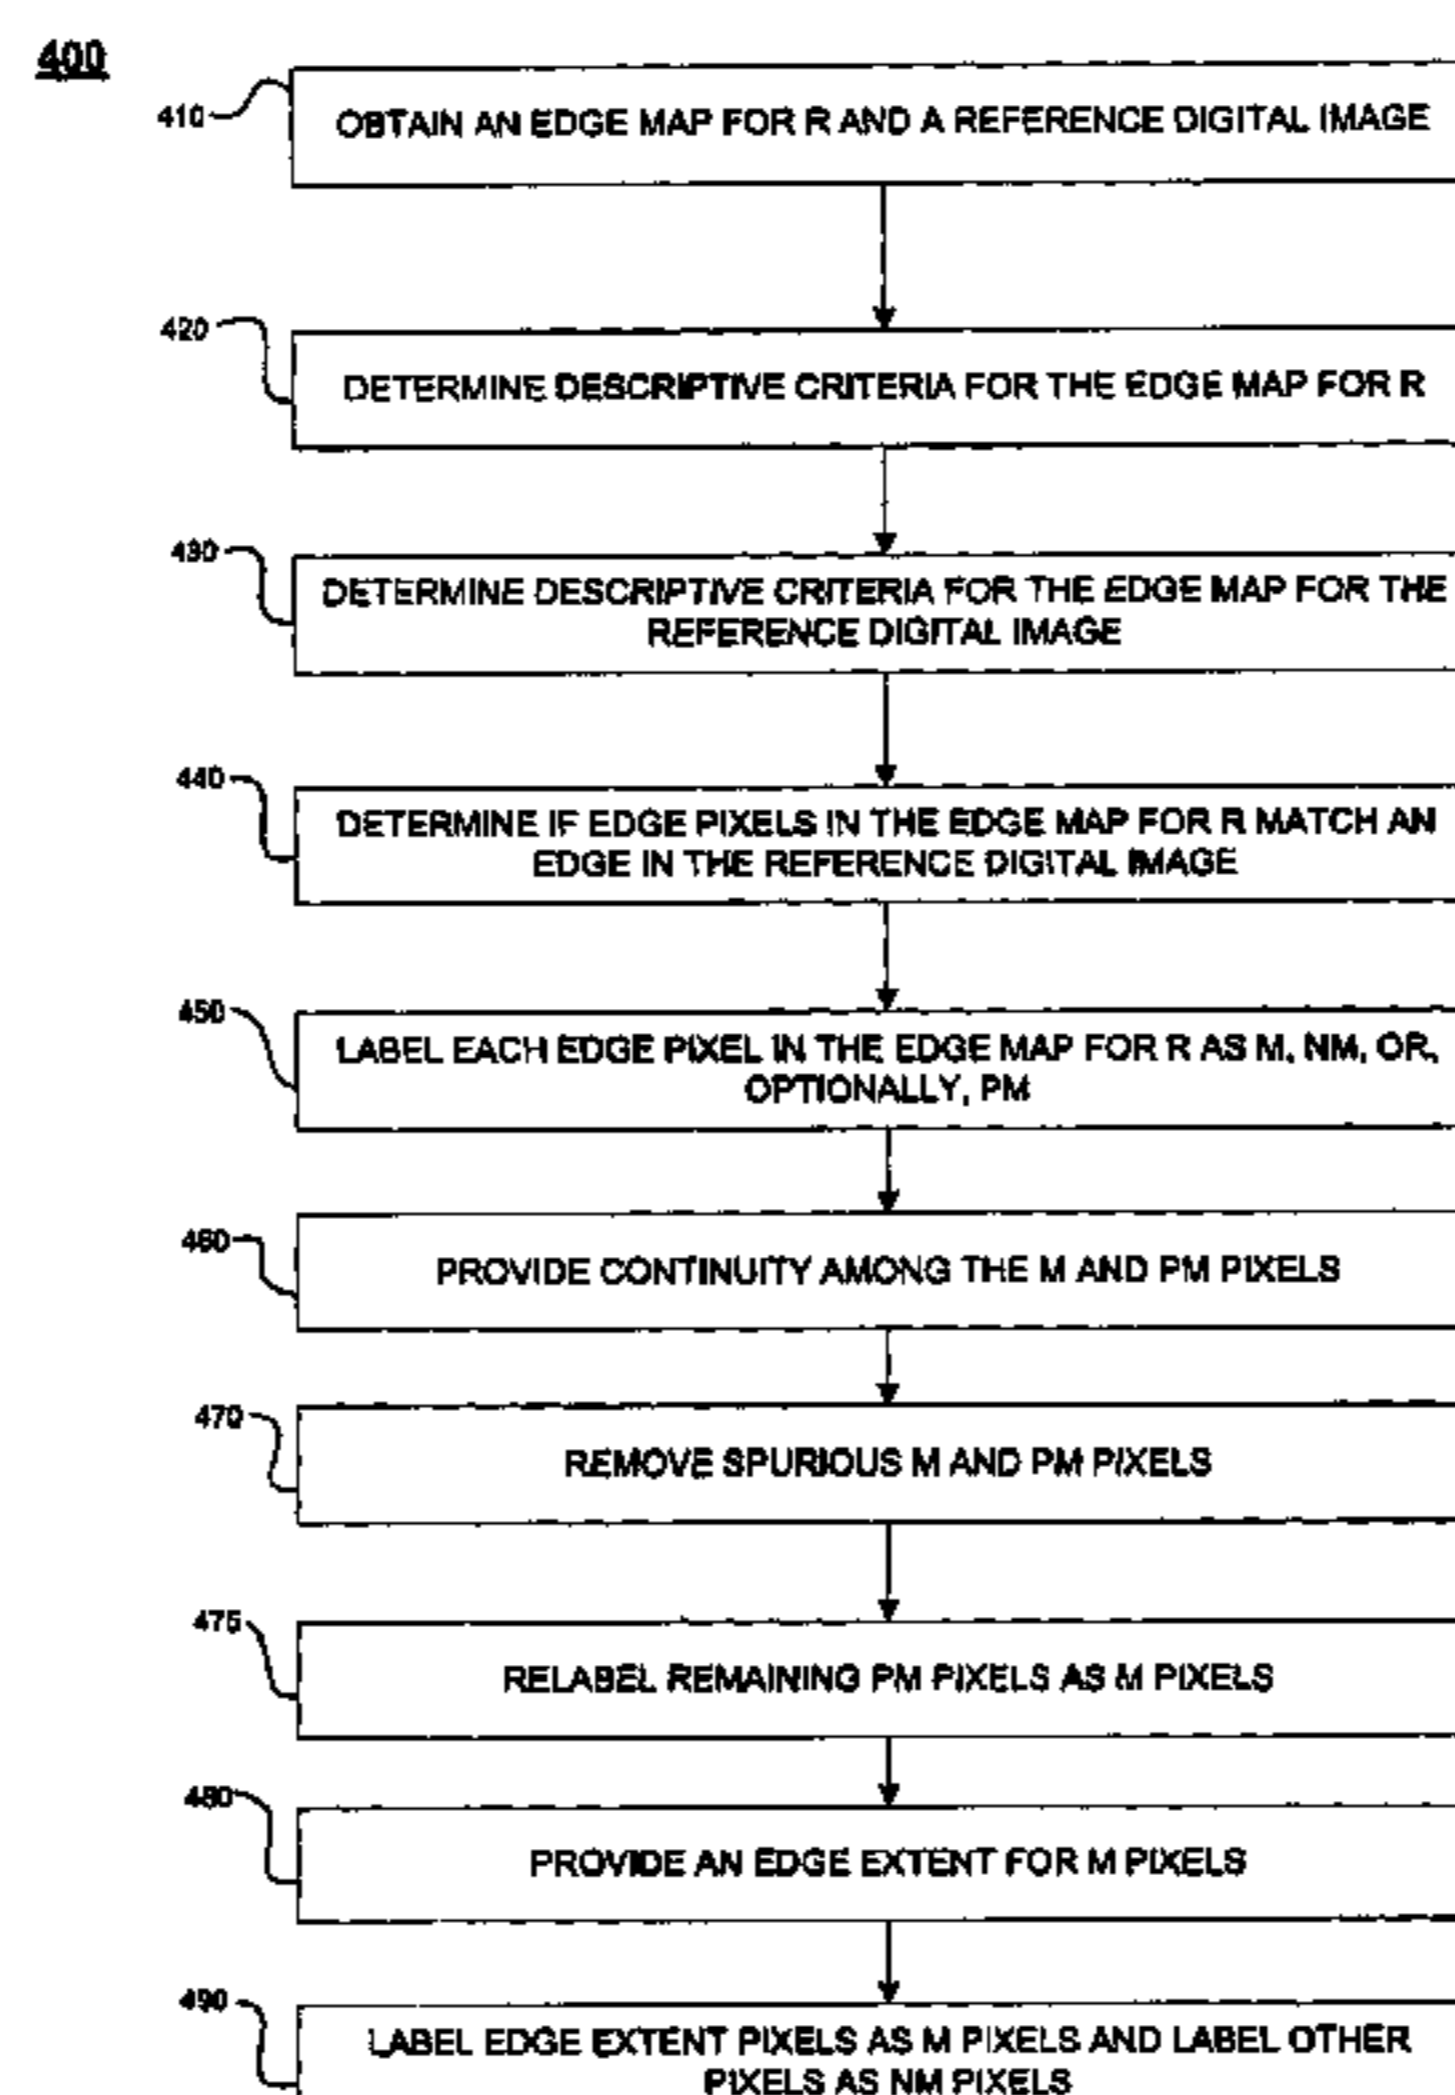 400
410
OBTAIN AN EDGE MAP FOR R AND A REFERENCE DIGITAL IMAGE
420
DETERMINE DESCRIPTIVE CRITERIA FOR THE EDGE MAP FOR R
430
DETERMINE DESCRIPTIVE CRITERIA FOR THE EDGE MAP FOR THE
REFERENCE DIGITAL IMAGE
440
DETERMINE IF EDGE PIXELS IN THE EDGE MAP FOR R MATCH AN
EDGE IN THE REFERENCE DIGITAL IMAGE
450
LABEL EACH EDGE PIXEL IN THE EDGE MAP FOR R AS M, NM, OR,
OPTIONALLY, PM
460
PROVIDE CONTINUITY AMONG THE M AND PM PIXELS
470
REMOVE SPURIOUS M AND PM PIXELS
475
RELABEL REMAINING PM PIXELS AS M PIXELS
480
PROVIDE AN EDGE EXTENT FOR M PIXELS
490
LABEL EDGE EXTENT PIXELS AS M PIXELS AND LABEL OTHER
PIXELS AS NM PIXELS